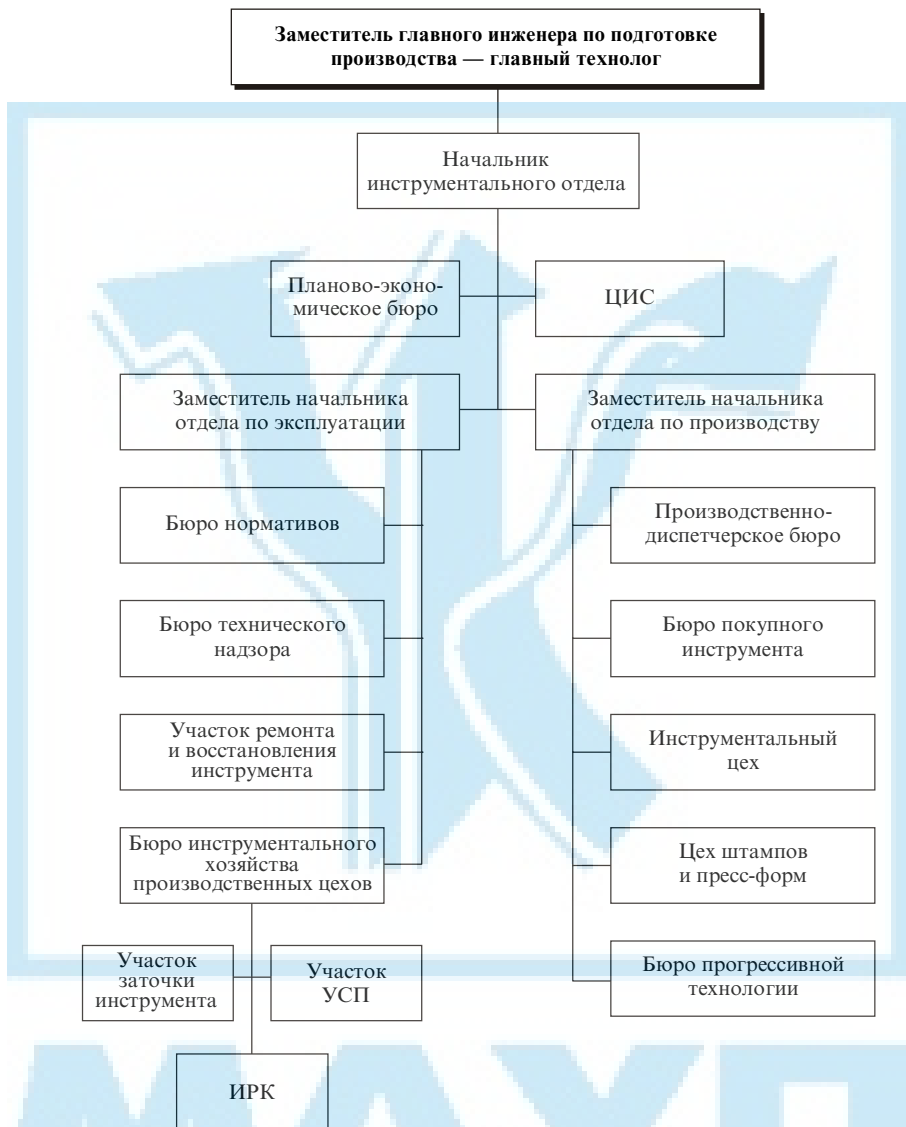 Заместитель главного инженера по подготовке
производства — главный технолог
Начальник
инструментального отдела
Планово-эконо-
мическое бюро
ЦИС
Заместитель начальника
отдела по эксплуатации
Заместитель начальника
отдела по производству
Бюро нормативов
Производственно-
диспетчерское бюро
Бюро технического
надзора
Бюро покупного
инструмента
Участок ремонта
и восстановления
инструмента
Инструментальный
цех
Бюро инструментального
хозяйства
производственных цехов
Цех штампов
и пресс-форм
Участок
заточки
инструмента
Участок
УСП
Бюро прогрессивной
технологии
ИРК